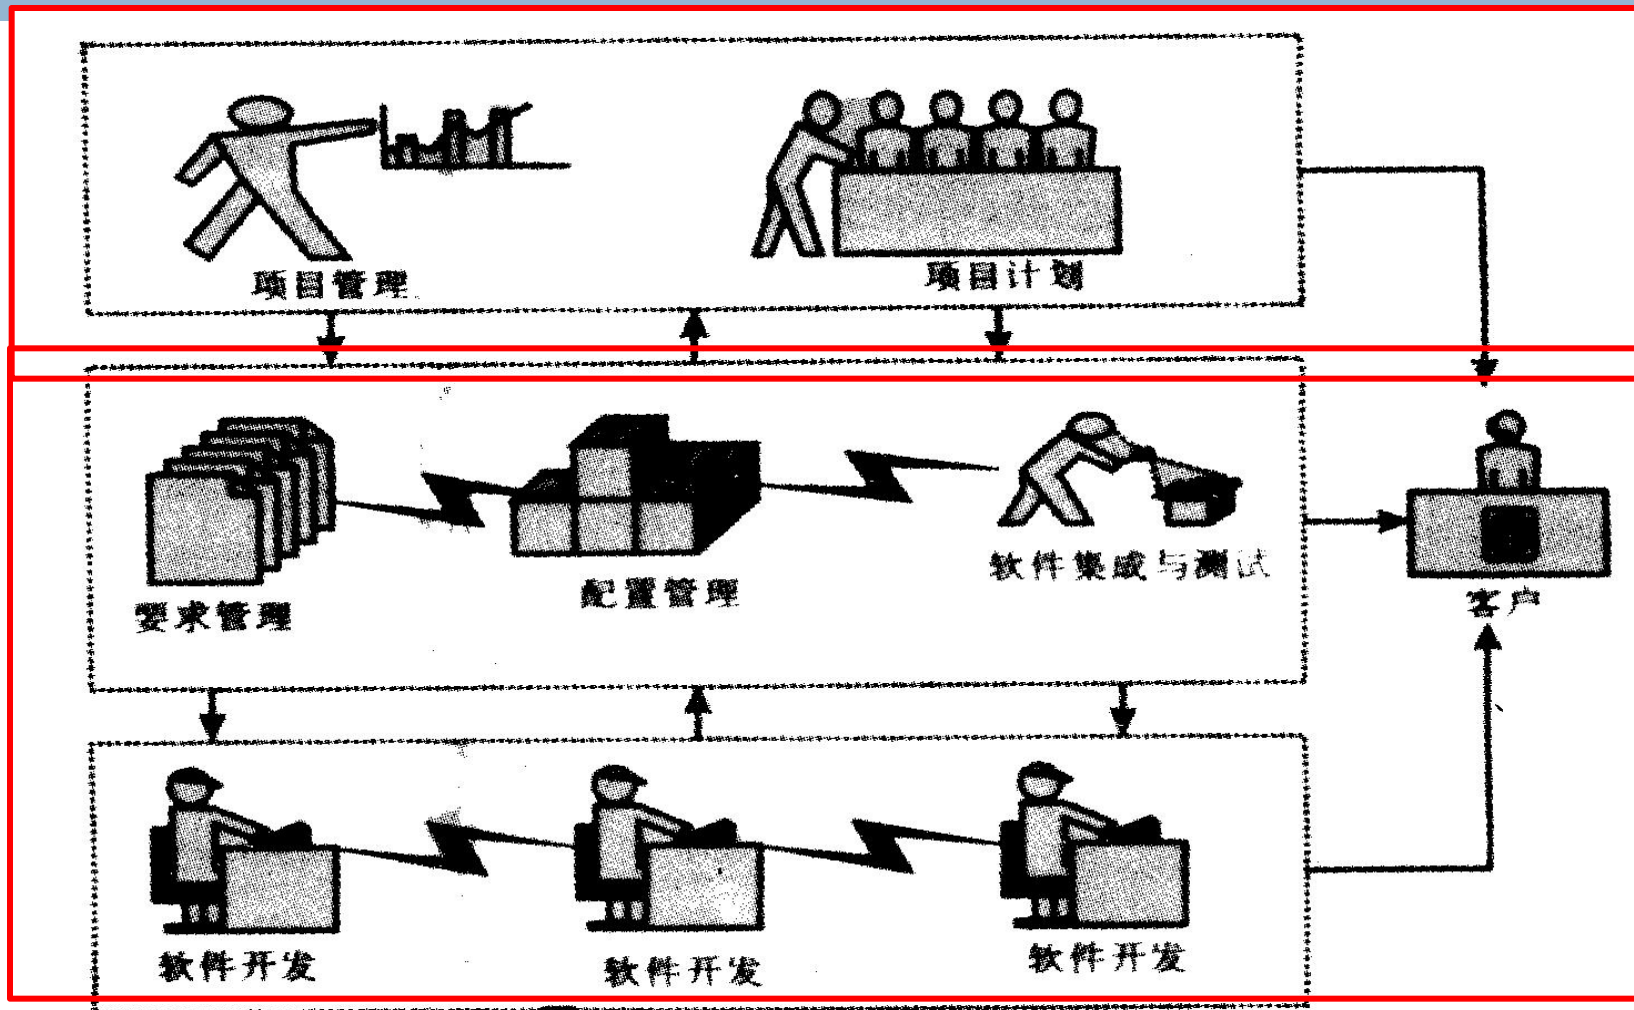 项目管理
项目计划
要求管理
配置管理
软件集成与测试
客户
软件开发
软件开发
软件开发